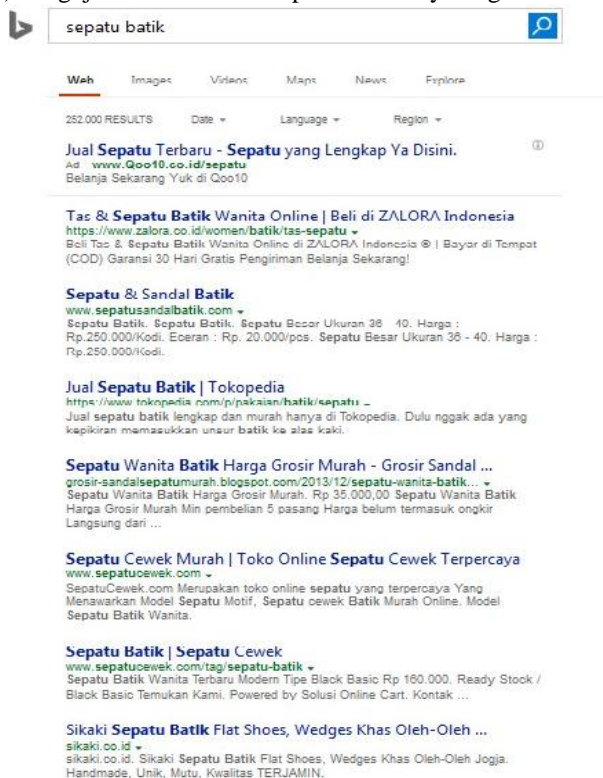 sepatu batik
Web Images Videos Maps News Explore
252.000 RESULTS Date Language Region
Jual Sepatu Terbaru - Sepatu yang Lengkap Ya Disini.
Ad www.Qoo10.co.id/sepatu
Belanja Sekarang Yuk di Qoo10
Tas & Sepatu Batik Wanita Online | Beli di ZALORA Indonesia
https://www.zalora.co.id/women/batik/tas-sepatu
Beli Tas & Sepatu Batik Wanita Online di ZALORA Indonesia ® | Bayar di Tempat
(COD) Garansi 30 Hari Gratis Pengiriman Belanja Sekarang!
Sepatu & Sandal Batik
www.sepatusandalbatik.com
Sepatu Batik. Sepatu Batik. Sepatu Besar Ukuran 36 - 40. Harga :
Rp.250.000/Kodi. Eceran : Rp. 20.000/pos. Sepatu Besar Ukuran 36 - 40. Harga :
Rp.250.000/Kodi.
Jual Sepatu Batik | Tokopedia
https://www.tokopedia.com/p/pakaian/batik/sepatu
Jual sepatu batik lengkap dan murah hanya di Tokopedia. Dulu nggak ada yang
kepikiran memasukkan unsur batik ke alas kaki.
Sepatu Wanita Batik Harga Grosir Murah - Grosir Sandal ...
grosir-sandalsepatumurah.blogspot.com/2013/12/sepatu-wanita-batik...
Sepatu Wanita Batik Harga Grosir Murah. Rp 35.000,00 Sepatu Wanita Batik
Harga Grosir Murah Min pembelian 5 pasang Harga belum termasuk ongkir
Langsung dari ...
Sepatu Cewek Murah | Toko Online Sepatu Cewek Terpercaya
www.sepatucewek.com
SepatuCewek.com Merupakan toko online sepatu yang terpercaya Yang
Menawarkan Model Sepatu Motif, Sepatu cewek Batik Murah Online. Model
Sepatu Batik Wanita.
Sepatu Batik | Sepatu Cewek
www.sepatucewek.com/tag/sepatu-batik
Sepatu Batik Wanita Terbaru Modern Tipe Black Basic Rp 160.000. Ready Stock /
Black Basic Temukan Kami. Powered by Solusi Online Cart. Kontak ...
Sikaki Sepatu Batik Flat Shoes, Wedges Khas Oleh-Oleh ...
sikaki.co.id
sikaki.co.id. Sikaki Sepatu Batik Flat Shoes, Wedges Khas Oleh-Oleh Jogja.
Handmade, Unik, Mutu, Kwalitas TERJAMIN.